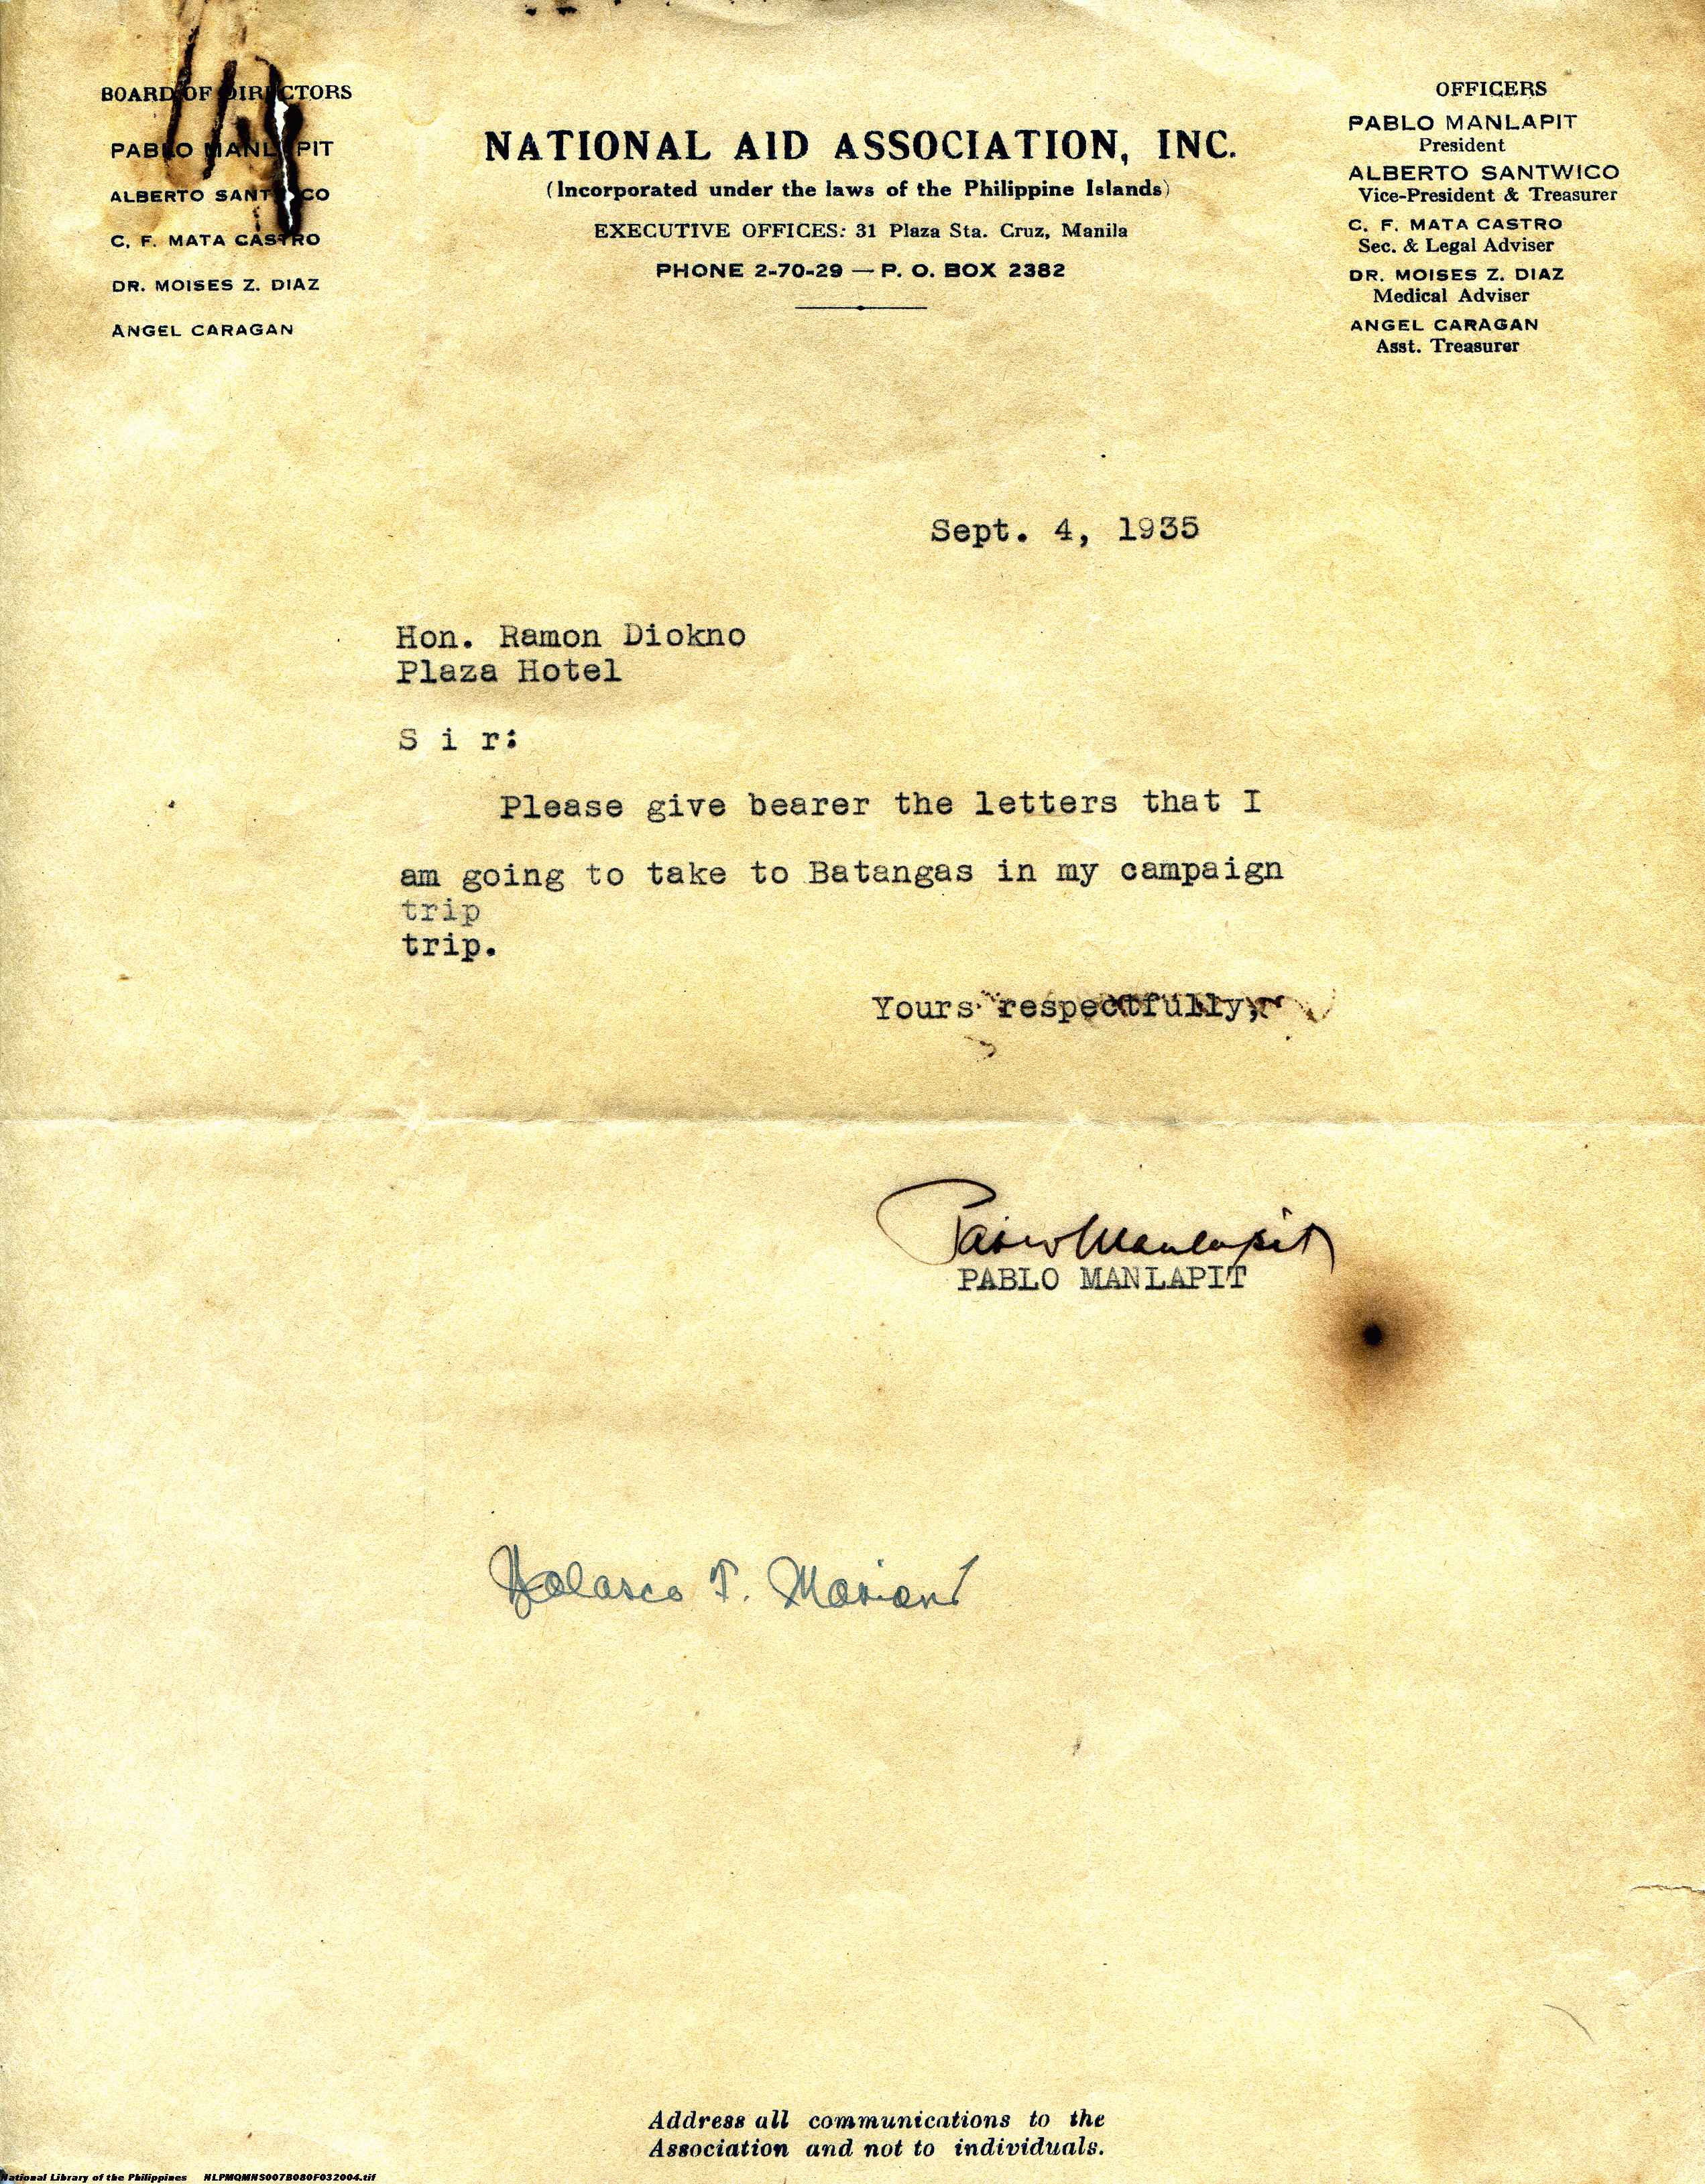 BOARD OF DIRECTORS
PABLO MANLAPIT
ALBERTO SANTWICO
C. F. MATA CASTRO
DR. MOISES Z. DIAZ
ANGEL CARAGAN
NATIONAL AID ASSOCIATION, INC.
(Incorporated under the laws of the Philippine Islands)
EXECUTIVE OFFICES: 31 Plaza Sta. Cruz, Manila
PHONE 2-70-29 — P. O. BOX 2382
OFFICERS
PABLO MANLAPIT
President
ALBERTO SANTWICO
Vice-President & Treasurer
C. F. MATA CASTRO
Sec. & Legal Adviser
DR. MOISES Z. DIAZ
Medical Adviser
ANGEL CARAGAN
Asst. Treasurer
Sept. 4, 1935
Hon. Ramon Diokno
Plaza Hotel
S i r:
Please give bearer the letters that I
am going to take to Batangas in my campaign
trip
trip.
Yours respectfully,
Pablo Manlapit
PABLO MANLAPIT
T.
Address all communications to the
Association and not to individuals.
National Library of the Philippines NLPMQMNS007B080F032004.tif